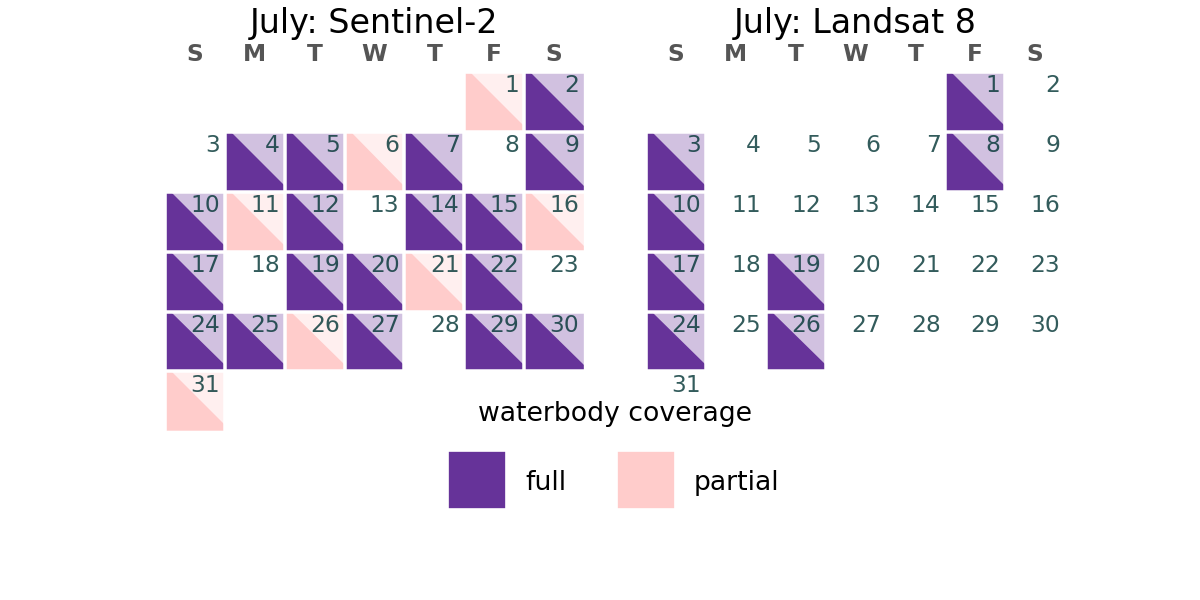 July: Sentinel-2
S M T W T F S
1 2
3 4 5 6 7 8 9
10 11 12 13 14 15 16
17 18 19 20 21 22 23
24 25 26 27 28 29 30
31
July: Landsat 8
S M T W T F S
1 2
3 4 5 6 7 8 9
10 11 12 13 14 15 16
17 18 19 20 21 22 23
24 25 26 27 28 29 30
31
waterbody coverage
full partial